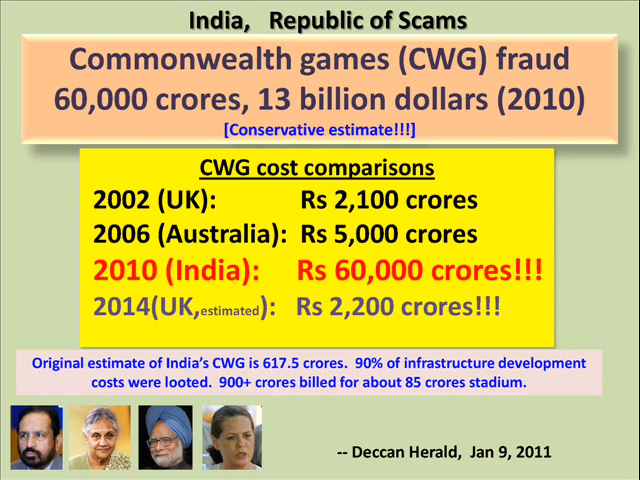 India, Republic of Scams
Commonwealth games (CWG) fraud
60,000 crores, 13 billion dollars (2010)
[Conservative estimate!!!]
CWG cost comparisons
2002 (UK): Rs 2,100 crores
2006 (Australia): Rs 5,000 crores
2010 (India): Rs 60,000 crores!!!
2014(UK,estimated): Rs 2,200 crores!!!
Original estimate of India's CWG is 617.5 crores. 90% of infrastructure development
costs were looted. 900+ crores billed for about 85 crores stadium.
-- Deccan Herald, Jan 9, 2011